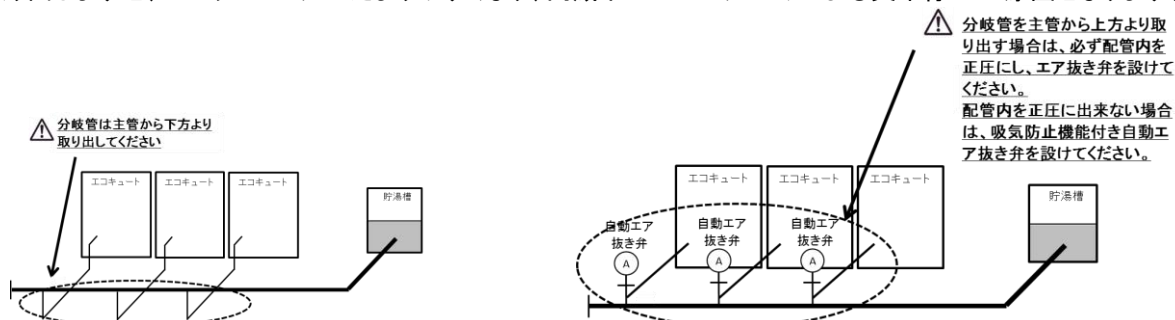 分岐管を主管から上方より取
り出す場合は、必ず配管内を
正圧にし、エア抜き弁を設けて
ください。
配管内を正圧に出来ない場合
は、吸気防止機能付き自動エ
ア抜き弁を設けてください。
分岐管は主管から下方より
取り出してください
エコキュート
エコキュート
エコキュート
貯湯槽
エコキュート
エコキュート
エコキュート
貯湯槽
自動エア
抜き弁
自動エア
抜き弁
自動エア
抜き弁
A
A
A